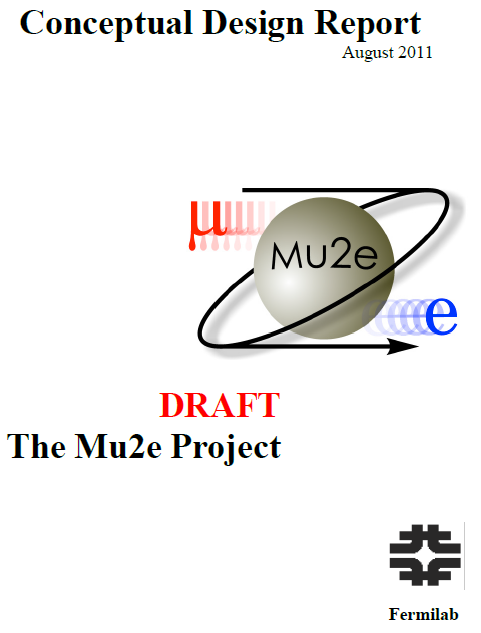 Conceptual Design Report
August 2011
μ
Mu2e
e
DRAFT
The Mu2e Project
Fermilab